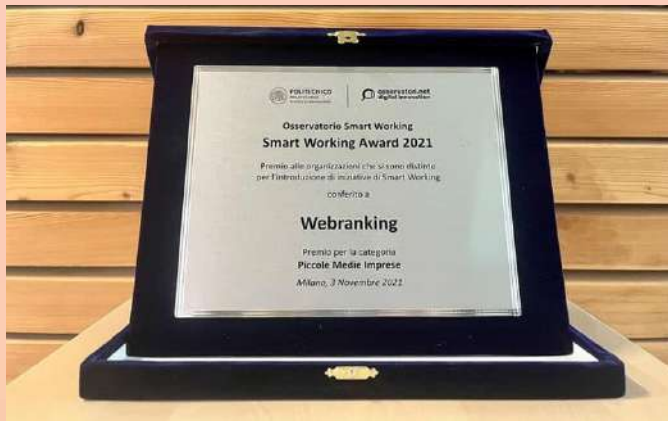 POLITECNICO
osservatori.net
digital innovation
Osservatorio Smart Working
Smart Working Award 2021
Premio alle organizzazioni che si sono distinte
per l'introduzione di iniziative di Smart Working
conferito a
Webranking
Premio per la categoria
Piccole Medie Imprese
Milano, 3 Novembre 2021